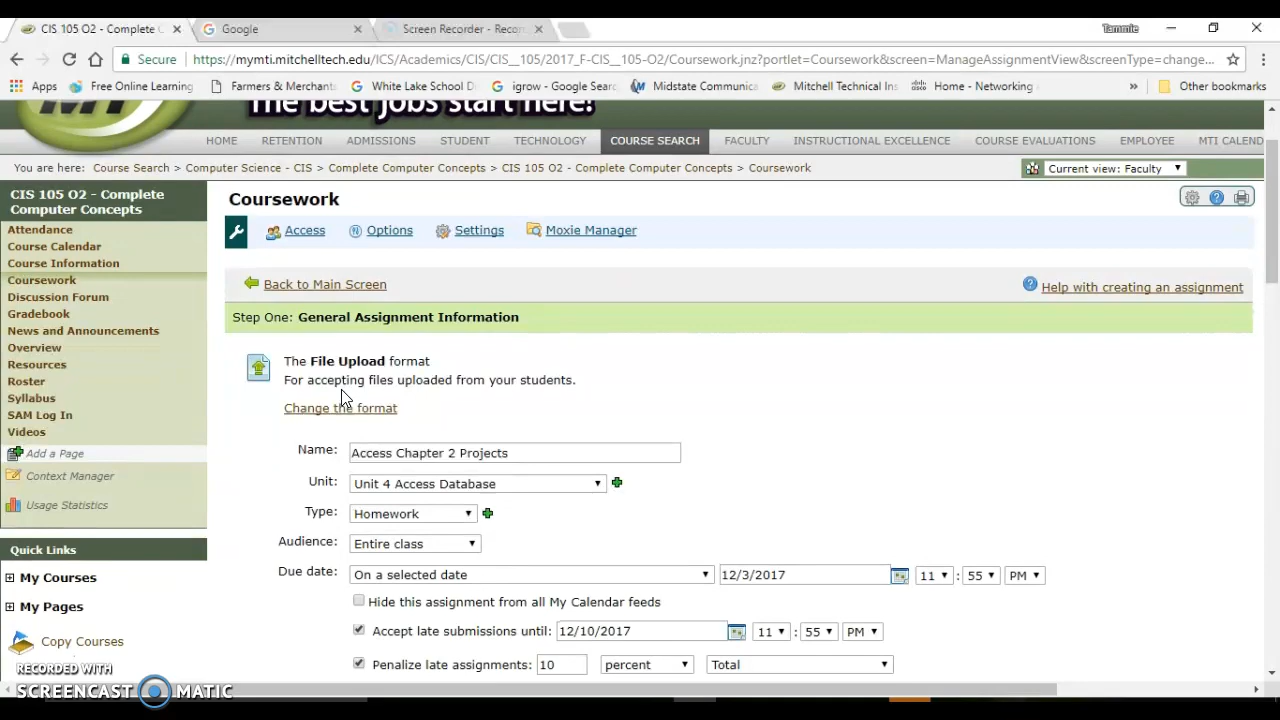 CIS 105 O2 - Complete C
Google
Screen Recorder - Recor
Tammie
Secure
https://mymti.mitchelltech.edu/ICS/Academics/CIS/CIS__105/2017_F-CIS__105-O2/Coursework.jnz?portlet=Coursework&screen=ManageAssignmentView&screenType=change...
Apps
Free Online Learning
Farmers & Merchant
White Lake School D
igrow - Google Searc
Midstate Communica
Mitchell Technical Ins
Home - Networking
»
Other bookmarks
The best jobs start here!
HOME
RETENTION
ADMISSIONS
STUDENT
TECHNOLOGY
COURSE SEARCH
FACULTY
INSTRUCTIONAL EXCELLENCE
COURSE EVALUATIONS
EMPLOYEE
MTI CALEND
You are here: Course Search > Computer Science - CIS > Complete Computer Concepts > CIS 105 O2 - Complete Computer Concepts > Coursework
Current view: Faculty
CIS 105 O2 - Complete
Computer Concepts
Attendance
Course Calendar
Course Information
Coursework
Discussion Forum
Gradebook
News and Announcements
Overview
Resources
Roster
Syllabus
SAM Log In
Videos
Add a Page
Context Manager
Usage Statistics
Quick Links
My Courses
My Pages
Copy Courses
Coursework
Access
Options
Settings
Moxie Manager
Back to Main Screen
Help with creating an assignment
Step One: General Assignment Information
The File Upload format
For accepting files uploaded from your students.
Change the format
Name: Access Chapter 2 Projects
Unit: Unit 4 Access Database
Type: Homework
Audience: Entire class
Due date: On a selected date 12/3/2017 11 : 55 PM
Hide this assignment from all My Calendar feeds
Accept late submissions until: 12/10/2017 11 : 55 PM
Penalize late assignments: 10 percent Total
RECORDED WITH
SCREENCAST MATIC